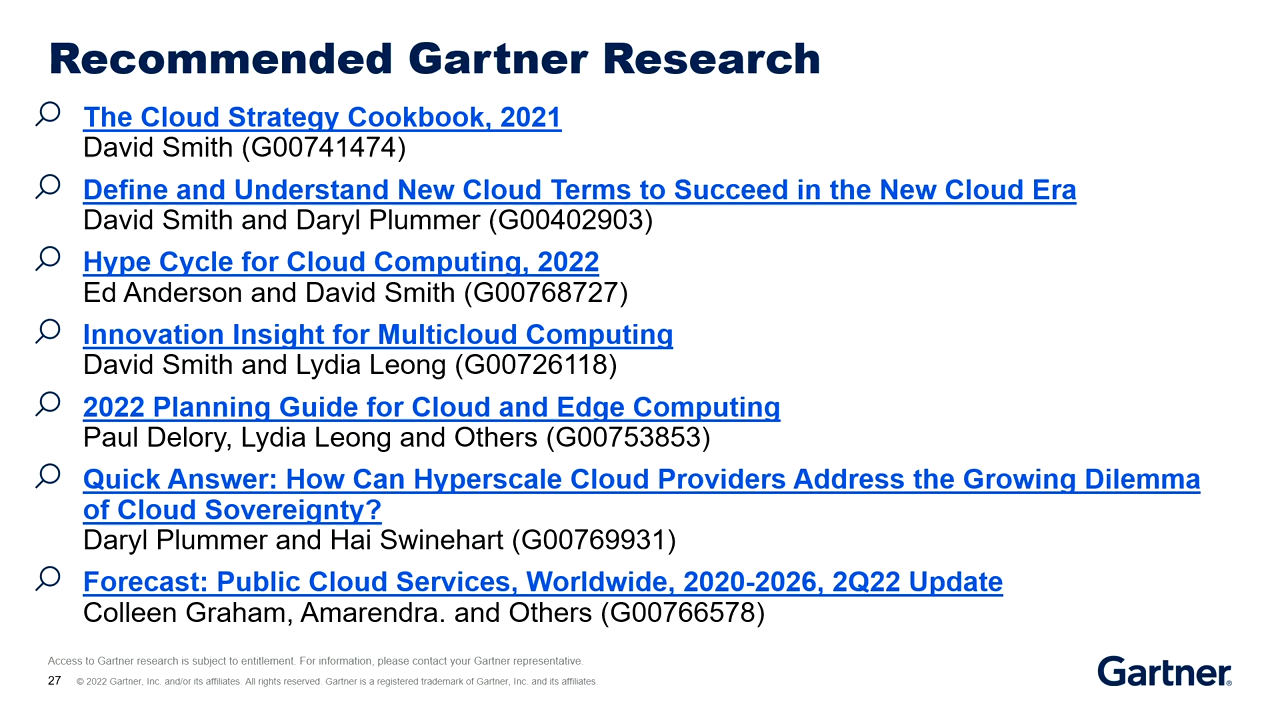 Recommended Gartner Research
The Cloud Strategy Cookbook, 2021
David Smith (G00741474)
Define and Understand New Cloud Terms to Succeed in the New Cloud Era
David Smith and Daryl Plummer (G00402903)
Hype Cycle for Cloud Computing, 2022
Ed Anderson and David Smith (G00768727)
Innovation Insight for Multicloud Computing
David Smith and Lydia Leong (G00726118)
2022 Planning Guide for Cloud and Edge Computing
Paul Delory, Lydia Leong and Others (G00753853)
Quick Answer: How Can Hyperscale Cloud Providers Address the Growing Dilemma
of Cloud Sovereignty?
Daryl Plummer and Hai Swinehart (G00769931)
Forecast: Public Cloud Services, Worldwide, 2020-2026, 2Q22 Update
Colleen Graham, Amarendra. and Others (G00766578)
Access to Gartner research is subject to entitlement. For information, please contact your Gartner representative.
27 © 2022 Gartner, Inc. and/or its affiliates. All rights reserved. Gartner is a registered trademark of Gartner, Inc. and its affiliates.
Gartner®